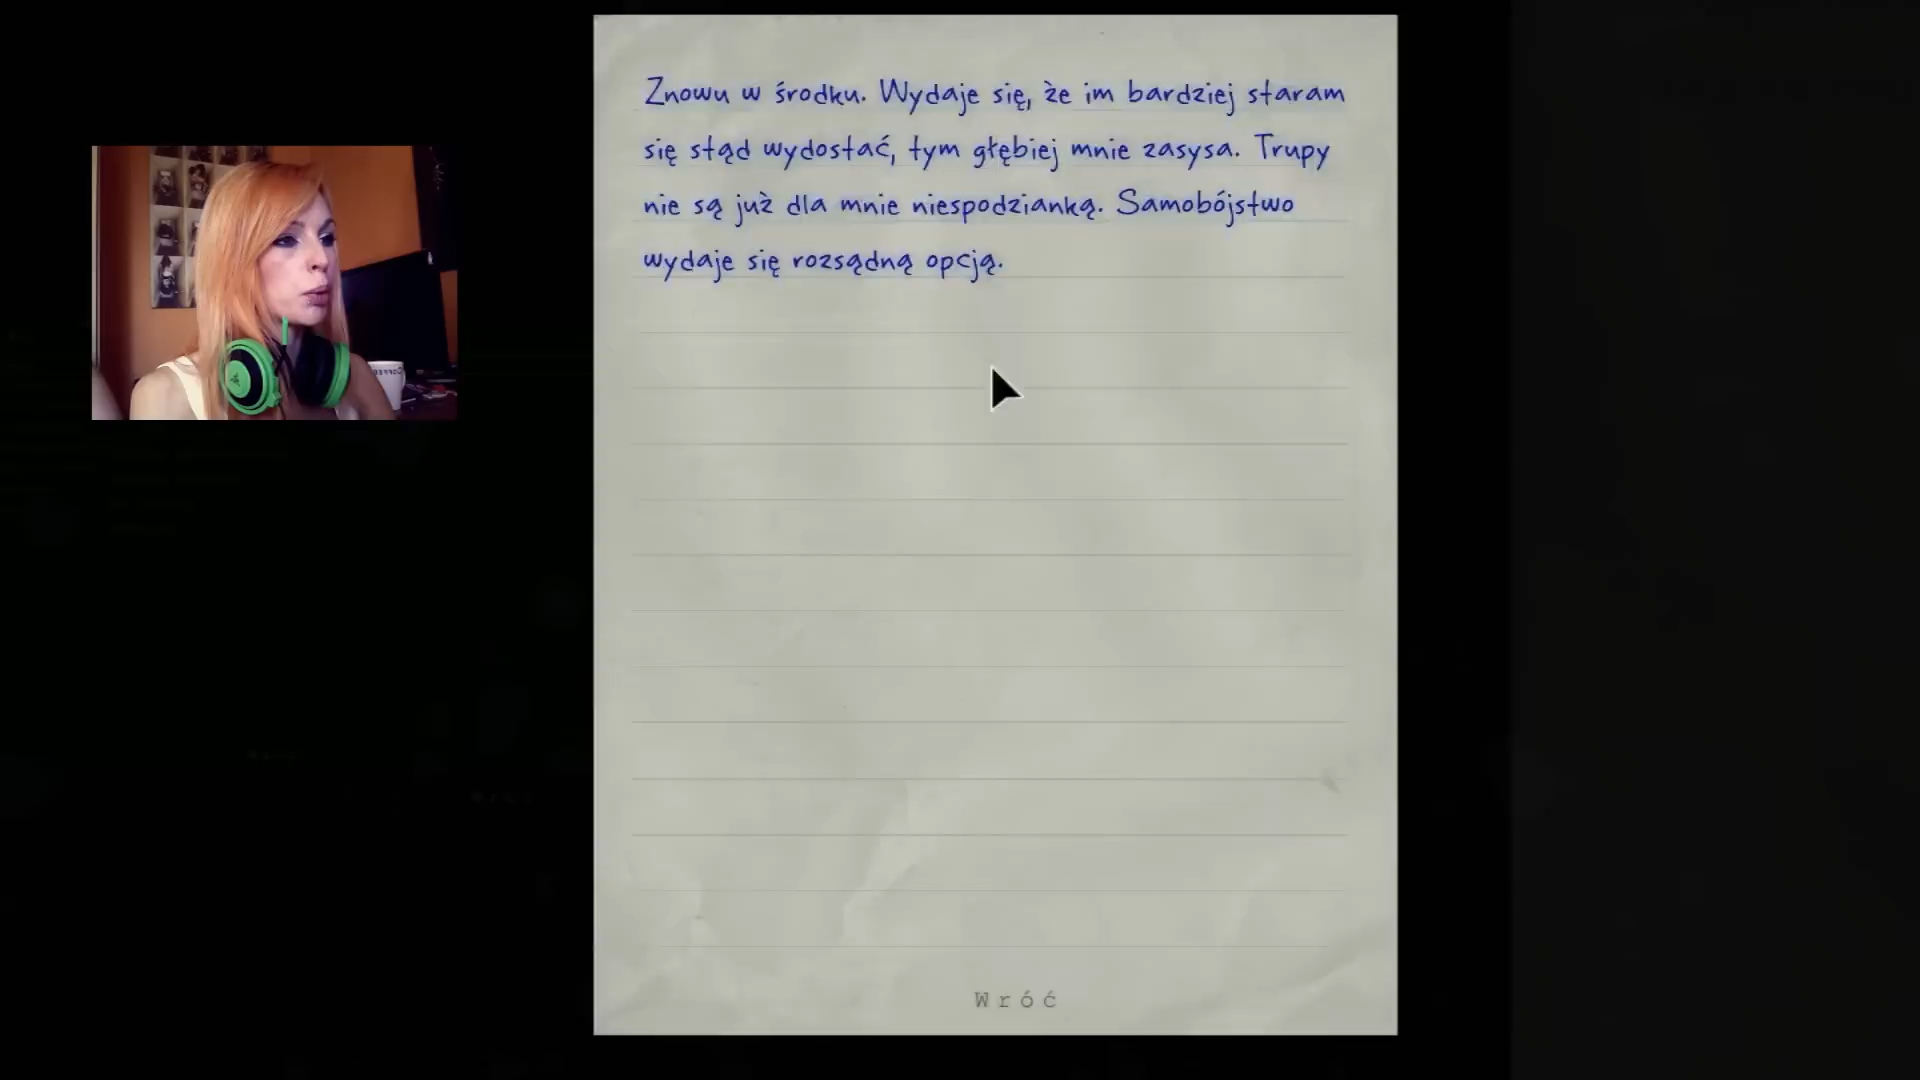 Znowu w środku. Wydaje się, że im bardziej staram
się stąd wydostać, tym głębiej mnie zasysa. Trupy
nie są już dla mnie niespodzianką. Samobójstwo
wydaje się rozsądną opcją.
Wróć